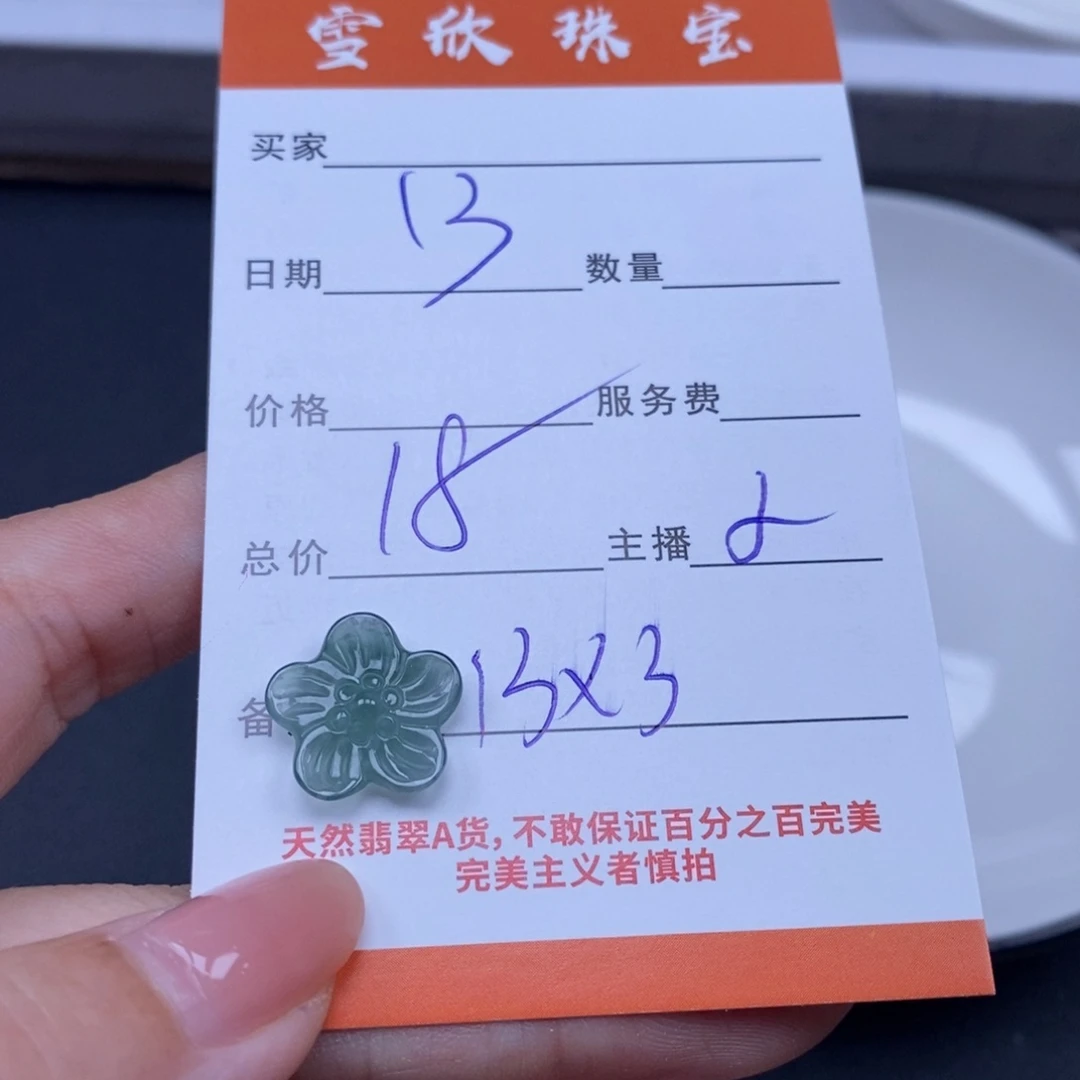 雪欣珠宝
买家
13
日期 数量
价格 服务费
18
总价 主播
备 13x3
天然翡翠A货,不敢保证百分之百完美
完美主义者慎拍